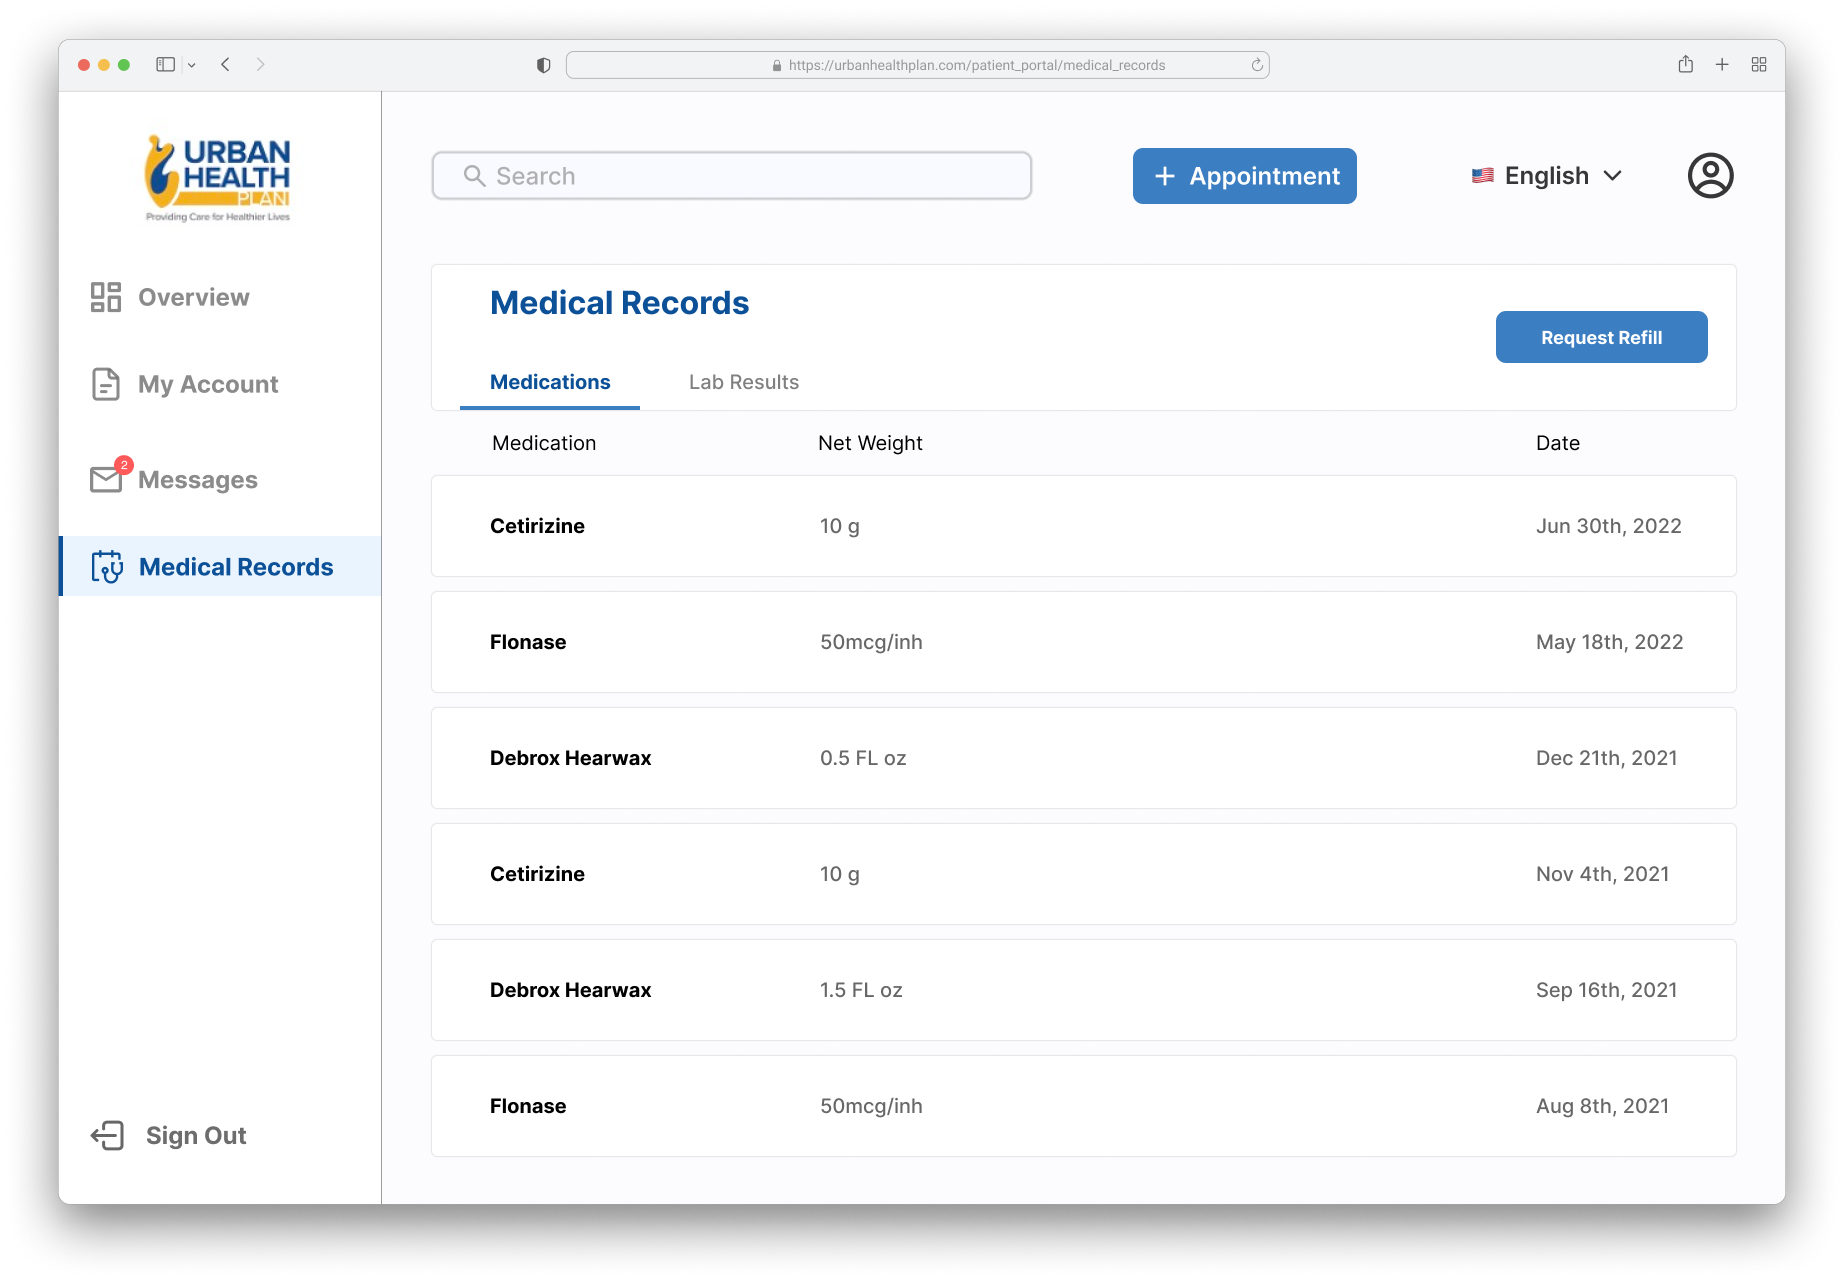 https://urbanhealthplan.com/patient_portal/medical_records
URBAN
HEALTH
PLAN
Providing Care for Healthier Lives
Search
+ Appointment
English
Overview
My Account
2
Messages
Medical Records
Sign Out
Medical Records
Request Refill
Medications Lab Results
Medication Net Weight Date
Cetirizine 10 g Jun 30th, 2022
Flonase 50mcg/inh May 18th, 2022
Debrox Hearwax 0.5 FL oz Dec 21th, 2021
Cetirizine 10 g Nov 4th, 2021
Debrox Hearwax 1.5 FL oz Sep 16th, 2021
Flonase 50mcg/inh Aug 8th, 2021